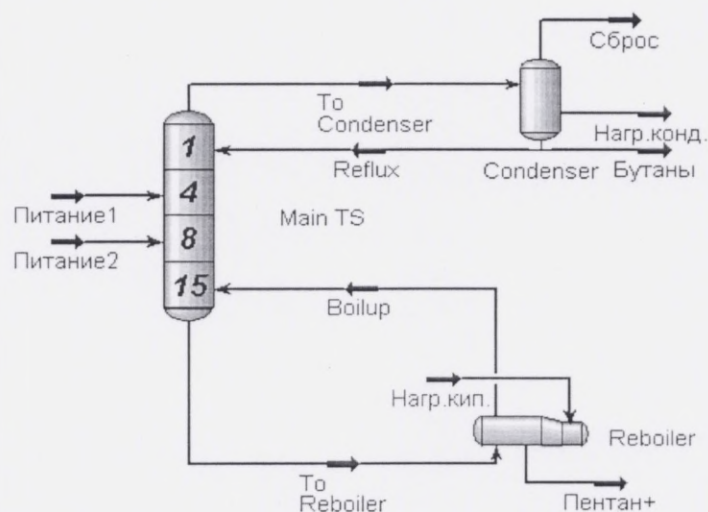 Сброс
To
Condenser
Нагр.конд.
1
Reflux
Condenser
Бутаны
4
Питание1
Main TS
8
Питание2
15
Boilup
Нагр.кип.
Reboiler
To
Reboiler
Пентан+